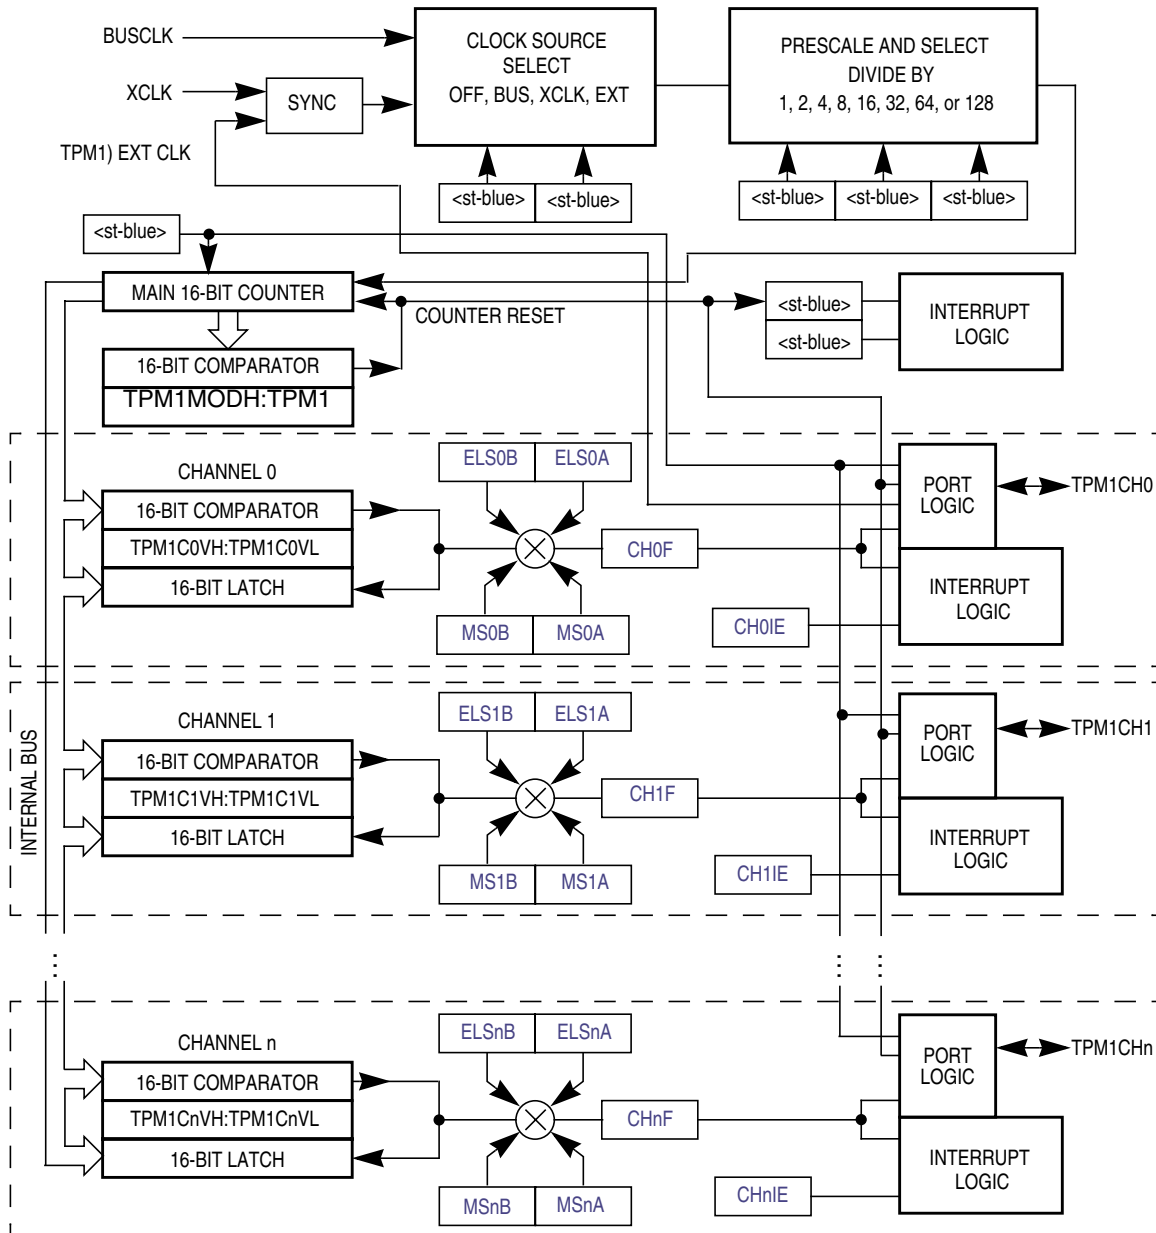 BUSCLK
XCLK
SYNC
TPM1) EXT CLK
CLOCK SOURCE
SELECT
OFF, BUS, XCLK, EXT
PRESCALE AND SELECT
DIVIDE BY
1, 2, 4, 8, 16, 32, 64, or 128
<st-blue>
<st-blue>
<st-blue>
<st-blue>
<st-blue>
<st-blue>
MAIN 16-BIT COUNTER
COUNTER RESET
<st-blue>
<st-blue>
INTERRUPT
LOGIC
16-BIT COMPARATOR
TPM1MODH:TPM1
CHANNEL 0
16-BIT COMPARATOR
TPM1C0VH:TPM1C0VL
16-BIT LATCH
ELS0B
ELS0A
MS0B
MS0A
CH0F
CH0IE
PORT
LOGIC
INTERRUPT
LOGIC
TPM1CH0
INTERNAL BUS
CHANNEL 1
16-BIT COMPARATOR
TPM1C1VH:TPM1C1VL
16-BIT LATCH
ELS1B
ELS1A
MS1B
MS1A
CH1F
CH1IE
PORT
LOGIC
INTERRUPT
LOGIC
TPM1CH1
...
...
...
CHANNEL n
16-BIT COMPARATOR
TPM1CnVH:TPM1CnVL
16-BIT LATCH
ELSnB
ELSnA
MSnB
MSnA
CHnF
CHnIE
PORT
LOGIC
INTERRUPT
LOGIC
TPM1CHn